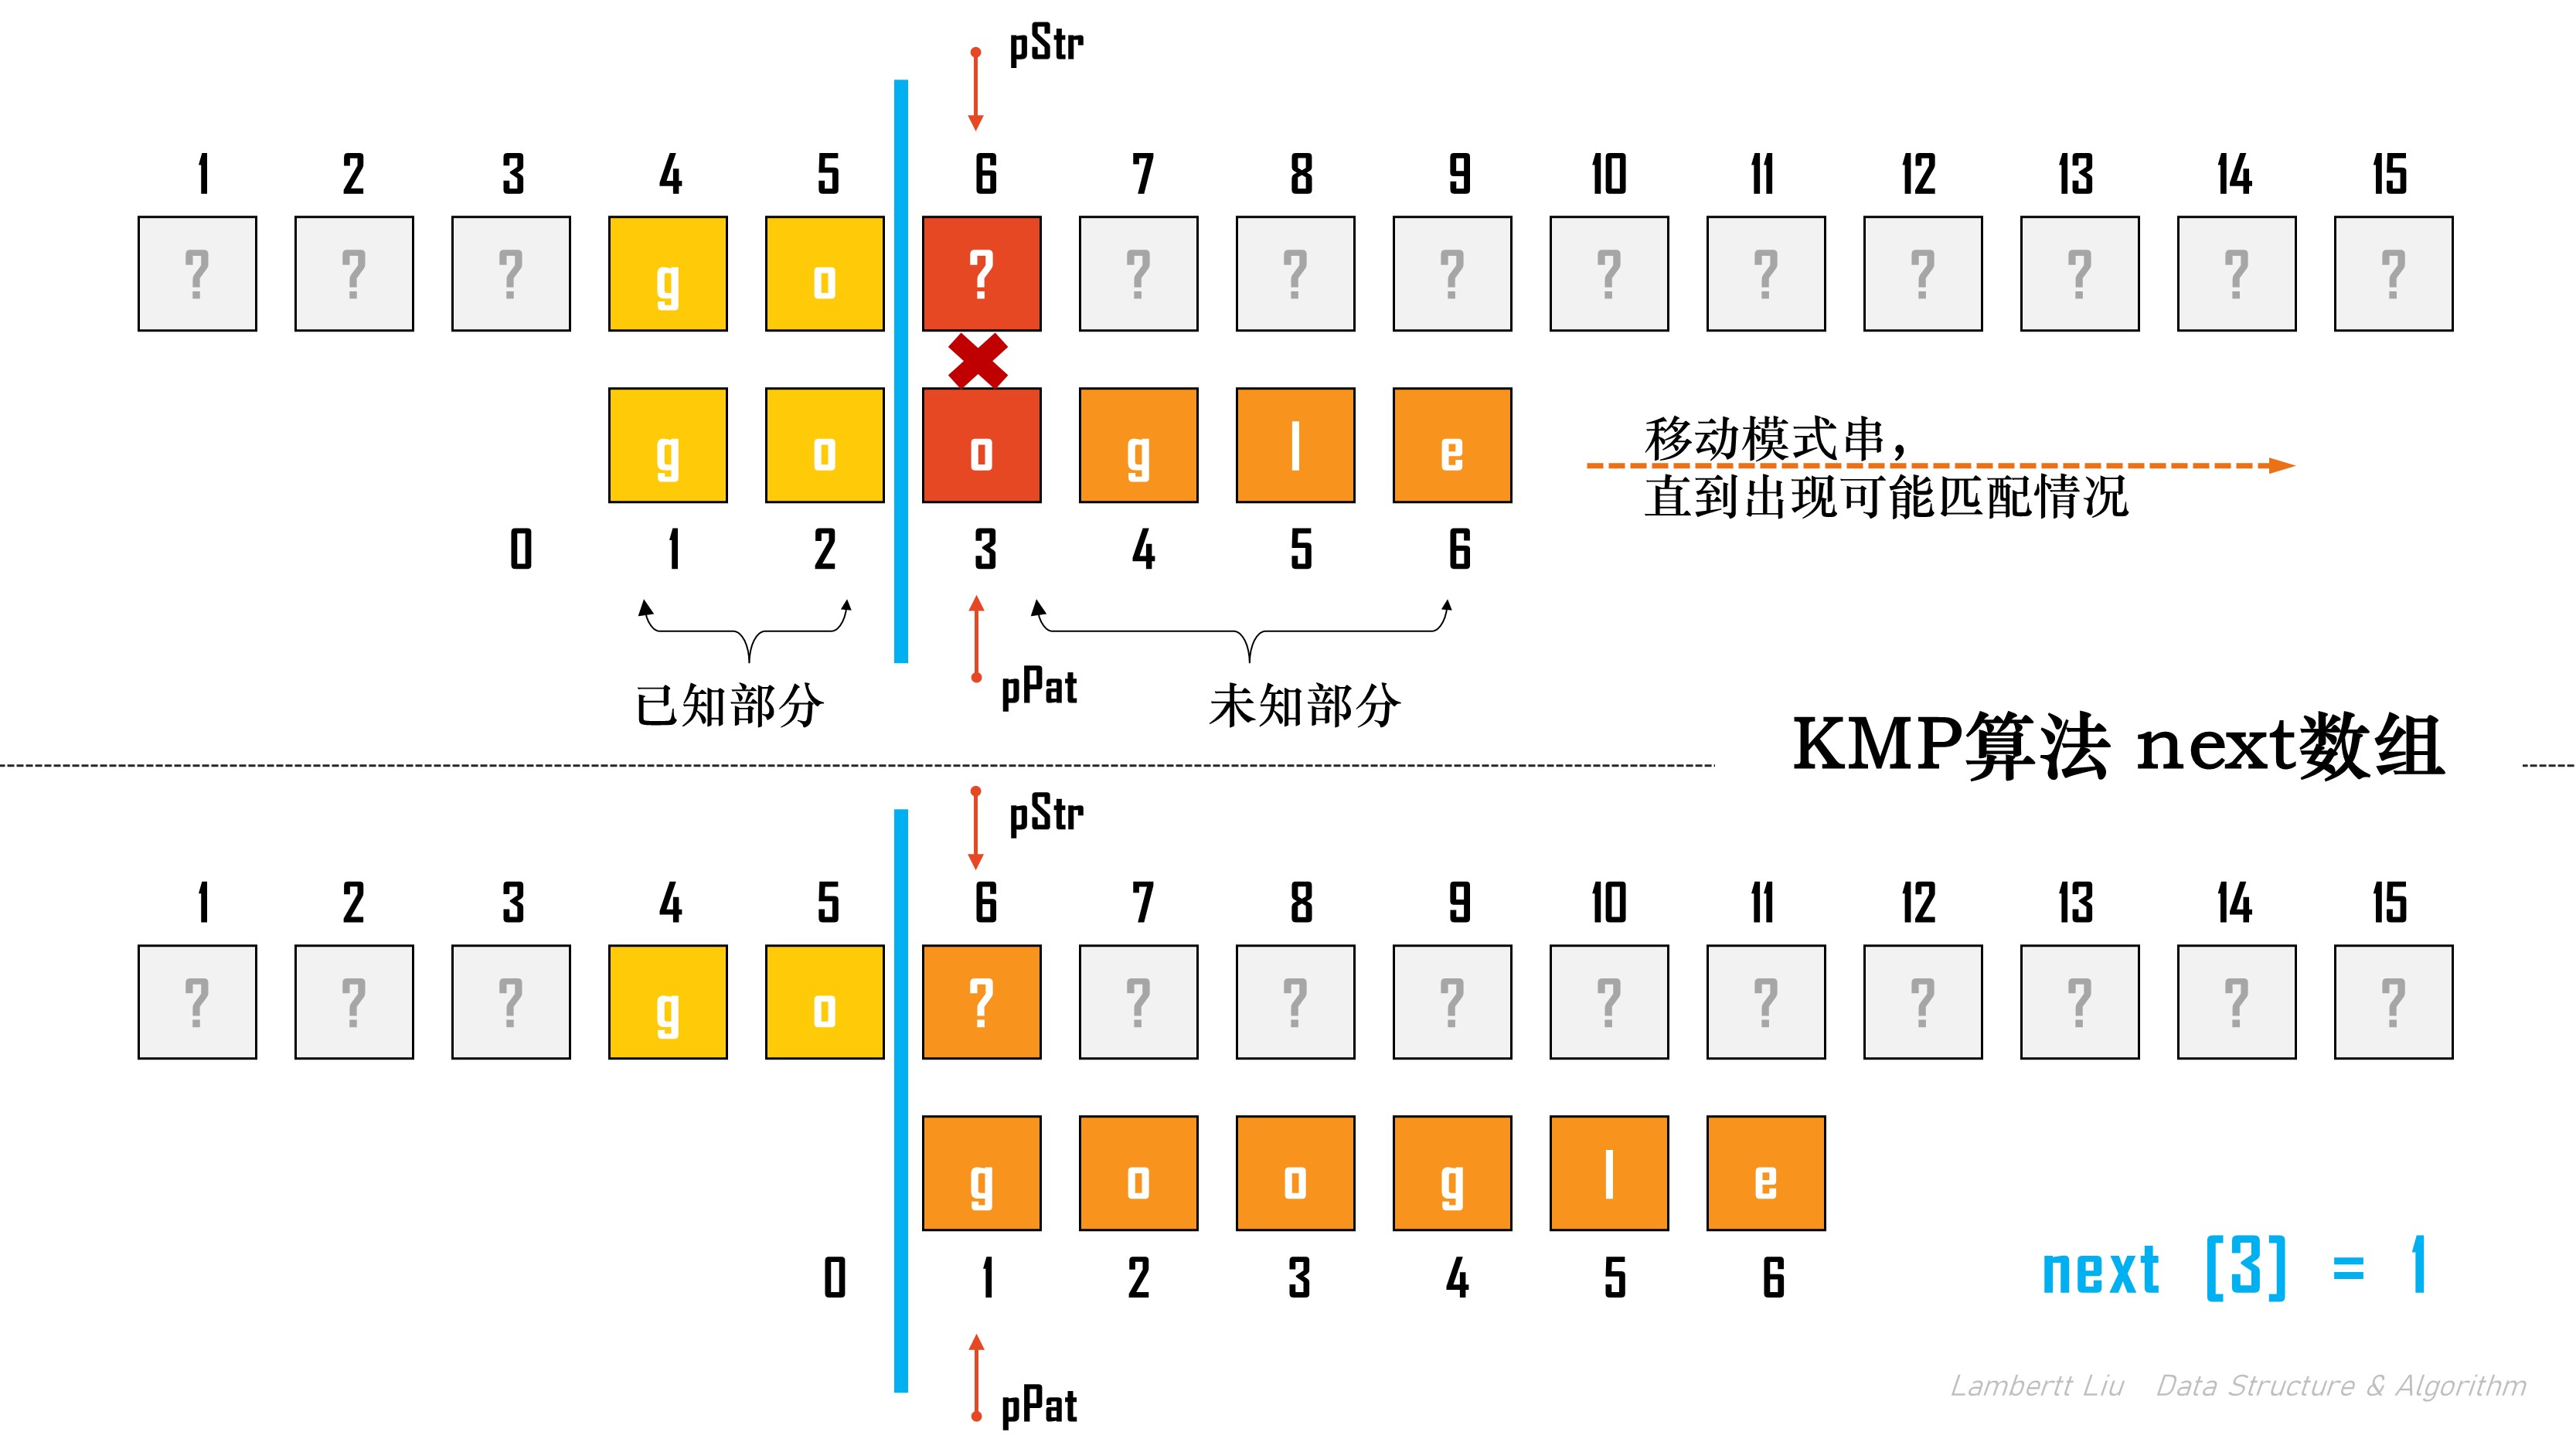 pStr
1 2 3 4 5 6 7 8 9 10 11 12 13 14 15
? ? ? g o ? ? ? ? ? ? ? ? ? ?
g o o g l e
移动模式串，
直到出现可能匹配情况
0 1 2 3 4 5 6
pPat
已知部分 未知部分
KMP算法 next数组
pStr
1 2 3 4 5 6 7 8 9 10 11 12 13 14 15
? ? ? g o ? ? ? ? ? ? ? ? ? ?
g o o g l e
0 1 2 3 4 5 6
next [3] = 1
pPat
Lambertt Liu Data Structure & Algorithm